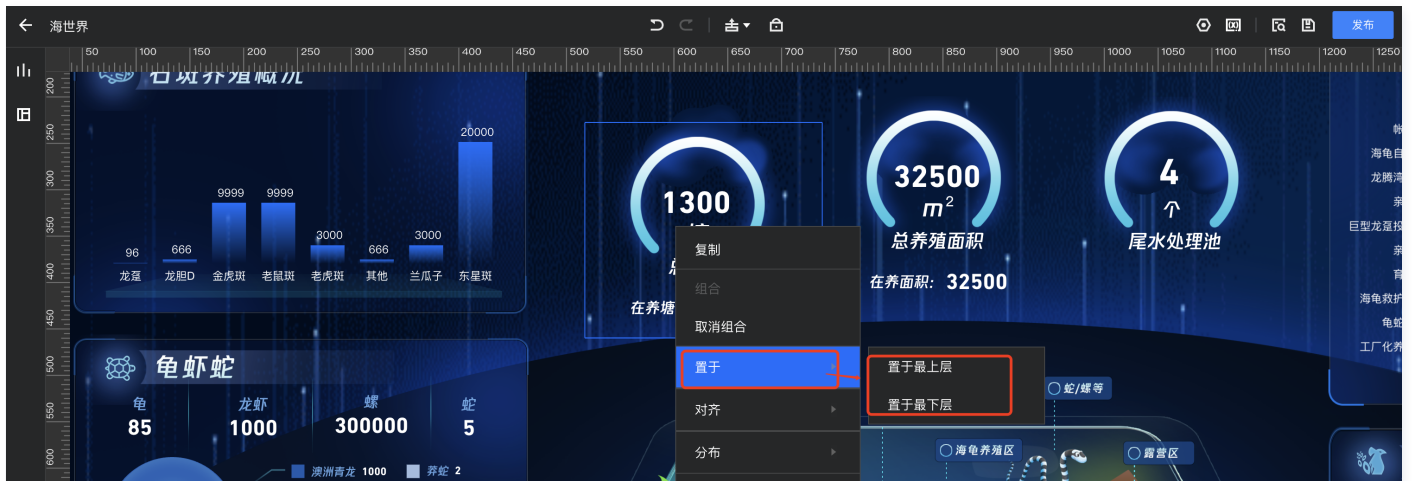 海世界
发布
50 100 150 200 250 300 350 400 450 500 550 600 650 700 750 800 850 900 950 1000 1050 1100 1150 1200 1250
200
250
300
350
400
450
500
550
600
石斑养殖概况
20000
9999 9999
3000 3000
666 666
96
龙趸 龙胆D 金虎斑 老鼠斑 老虎斑 其他 兰瓜子 东星斑
龟虾蛇
龟 龙虾 螺 蛇
85 1000 300000 5
澳洲青龙 1000 莽蛇 2
1300
在养塘
32500
m²
总养殖面积
在养面积: 32500
4
个
尾水处理池
复制
组合
取消组合
置于
对齐
分布
置于最上层
置于最下层
蛇/螺等
海龟养殖区
露营区
海龟自
龙腾湾
亲
巨型龙趸投
亲
育
海龟救护
龟蛇
工厂化养